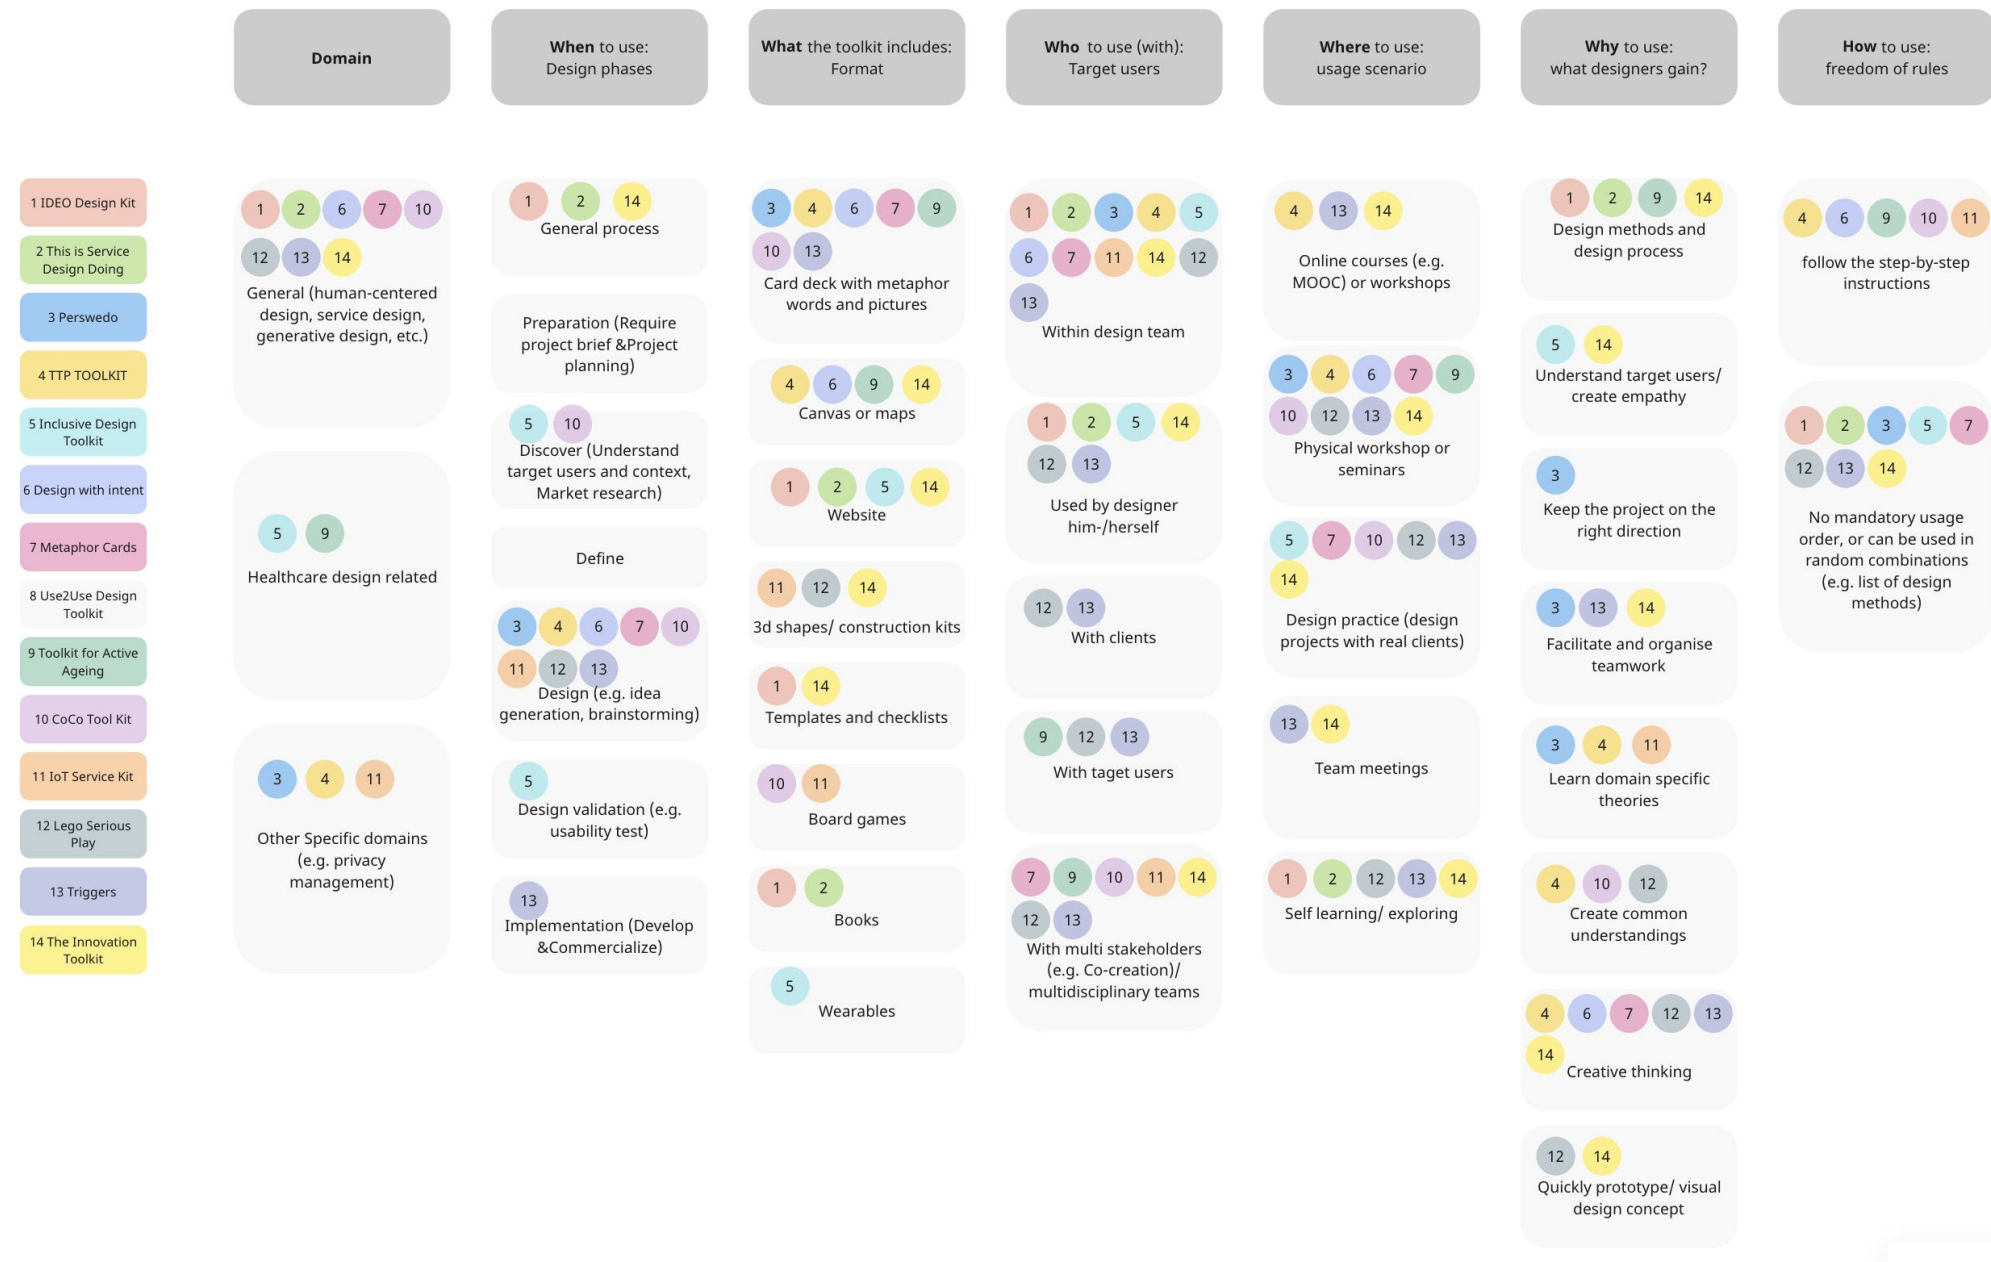 Domain
When to use:
Design phases
What the toolkit includes:
Format
Who to use (with):
Target users
Where to use:
usage scenario
Why to use:
what designers gain?
How to use:
freedom of rules
1 IDEO Design Kit
2 This is Service
Design Doing
3 Perswedo
4 TTP TOOLKIT
5 Inclusive Design
Toolkit
6 Design with intent
7 Metaphor Cards
8 Use2Use Design
Toolkit
9 Toolkit for Active
Ageing
10 CoCo Tool Kit
11 IoT Service Kit
12 Lego Serious
Play
13 Triggers
14 The Innovation
Toolkit
1 2 6 7 10
12 13 14
General (human-centered
design, service design,
generative design, etc.)
5 9
Healthcare design related
3 4 11
Other Specific domains
(e.g. privacy
management)
1 2 14
General process
Preparation (Require
project brief &Project
planning)
5 10
Discover (Understand
target users and context,
Market research)
Define
3 4 6 7 10
11 12 13
Design (e.g. idea
generation, brainstorming)
5
Design validation (e.g.
usability test)
13
Implementation (Develop
&Commercialize)
3 4 6 7 9
10 13
Card deck with metaphor
words and pictures
4 6 9 14
Canvas or maps
1 2 5 14
Website
11 12 14
3d shapes/ construction kits
1 14
Templates and checklists
10 11
Board games
1 2
Books
5
Wearables
1 2 3 4 5
6 7 11 14 12
13
Within design team
1 2 5 14
12 13
Used by designer
him-/herself
12 13
With clients
9 12 13
With taget users
7 9 10 11 14
12 13
With multi stakeholders
(e.g. Co-creation)/
multidisciplinary teams
4 13 14
Online courses (e.g.
MOOC) or workshops
3 4 6 7 9
10 12 13 14
Physical workshop or
seminars
5 7 10 12 13
14
Design practice (design
projects with real clients)
13 14
Team meetings
1 2 12 13 14
Self learning/ exploring
1 2 9 14
Design methods and
design process
5 14
Understand target users/
create empathy
3
Keep the project on the
right direction
3 13 14
Facilitate and organise
teamwork
3 4 11
Learn domain specific
theories
4 10 12
Create common
understandings
4 6 7 12 13
14
Creative thinking
12 14
Quickly prototype/ visual
design concept
4 6 9 10 11
follow the step-by-step
instructions
1 2 3 5 7
12 13 14
No mandatory usage
order, or can be used in
random combinations
(e.g. list of design
methods)